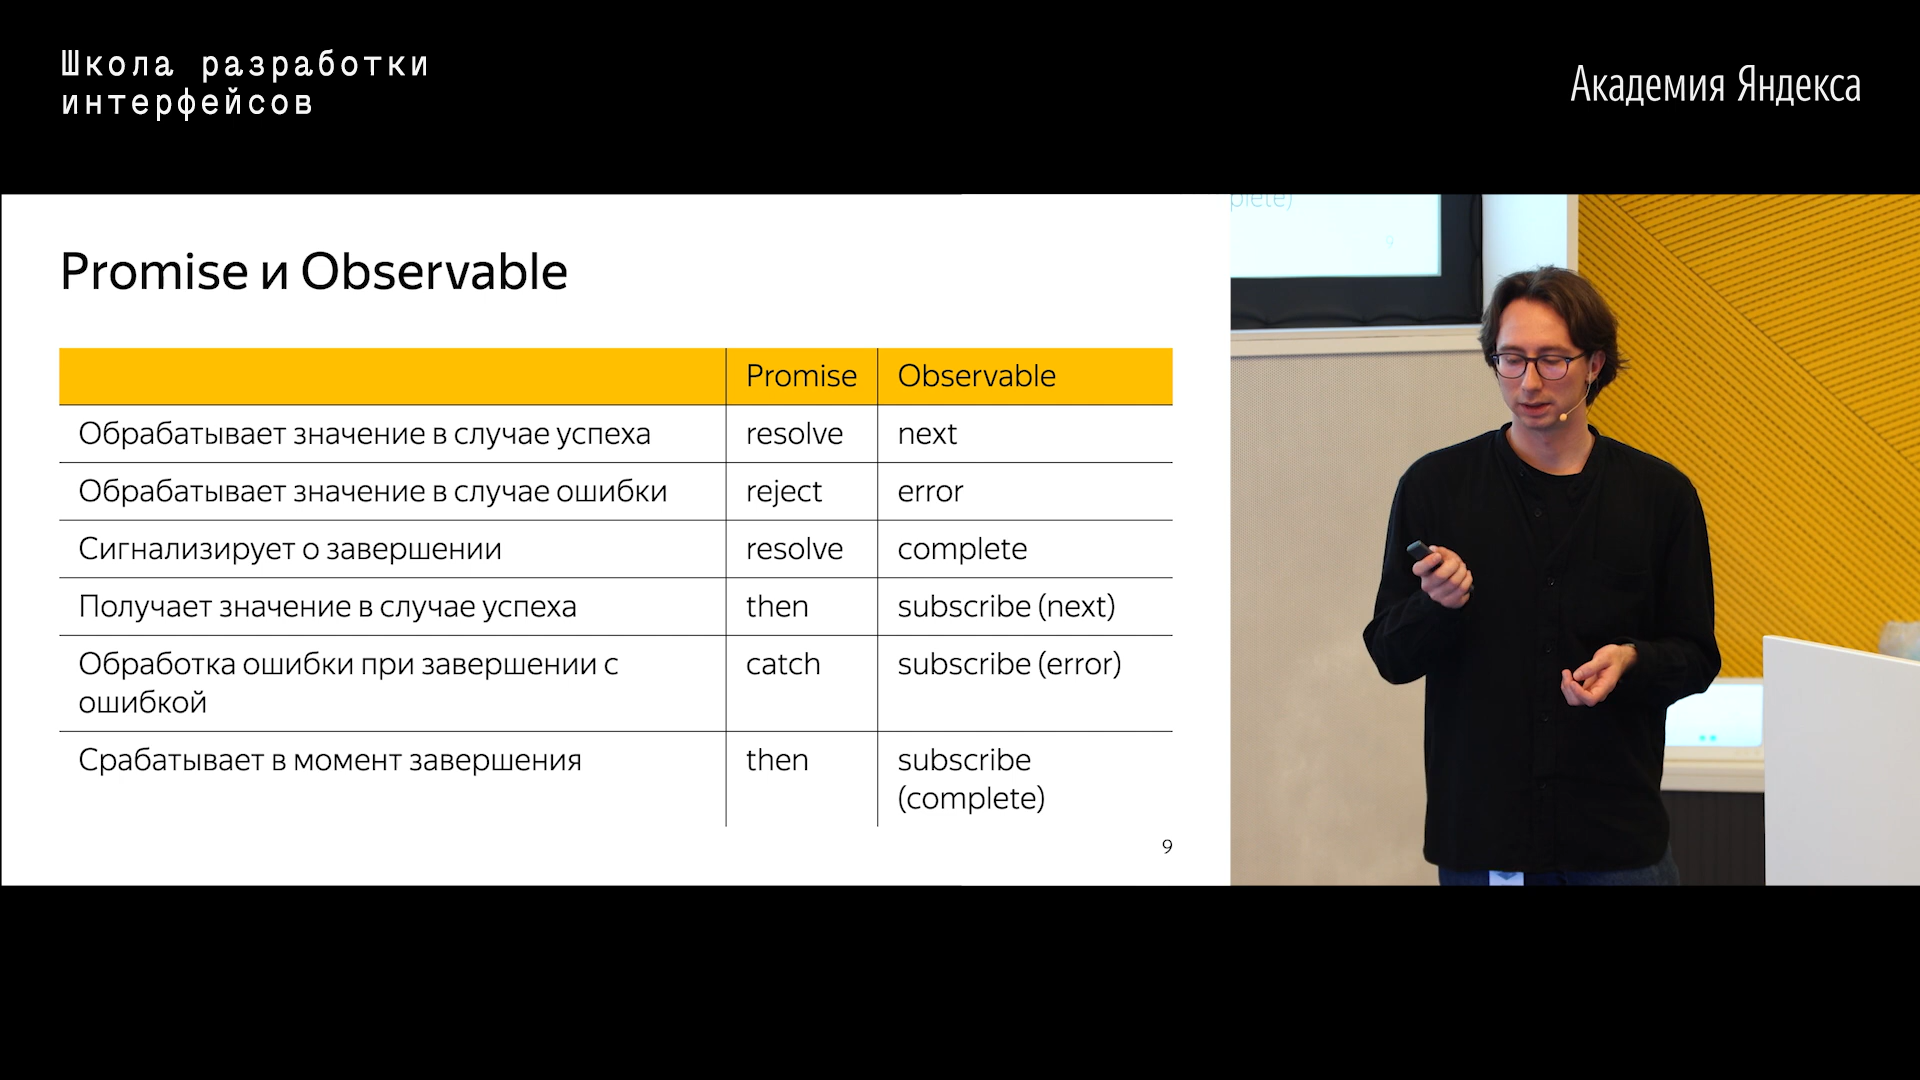 Школа разработки
интерфейсов
Академия Яндекса
Promise и Observable
Promise Observable
Обрабатывает значение в случае успеха resolve next
Обрабатывает значение в случае ошибки reject error
Сигнализирует о завершении resolve complete
Получает значение в случае успеха then subscribe (next)
Обработка ошибки при завершении с catch subscribe (error)
ошибкой
Срабатывает в момент завершения then subscribe
(complete)
9
plete)
9